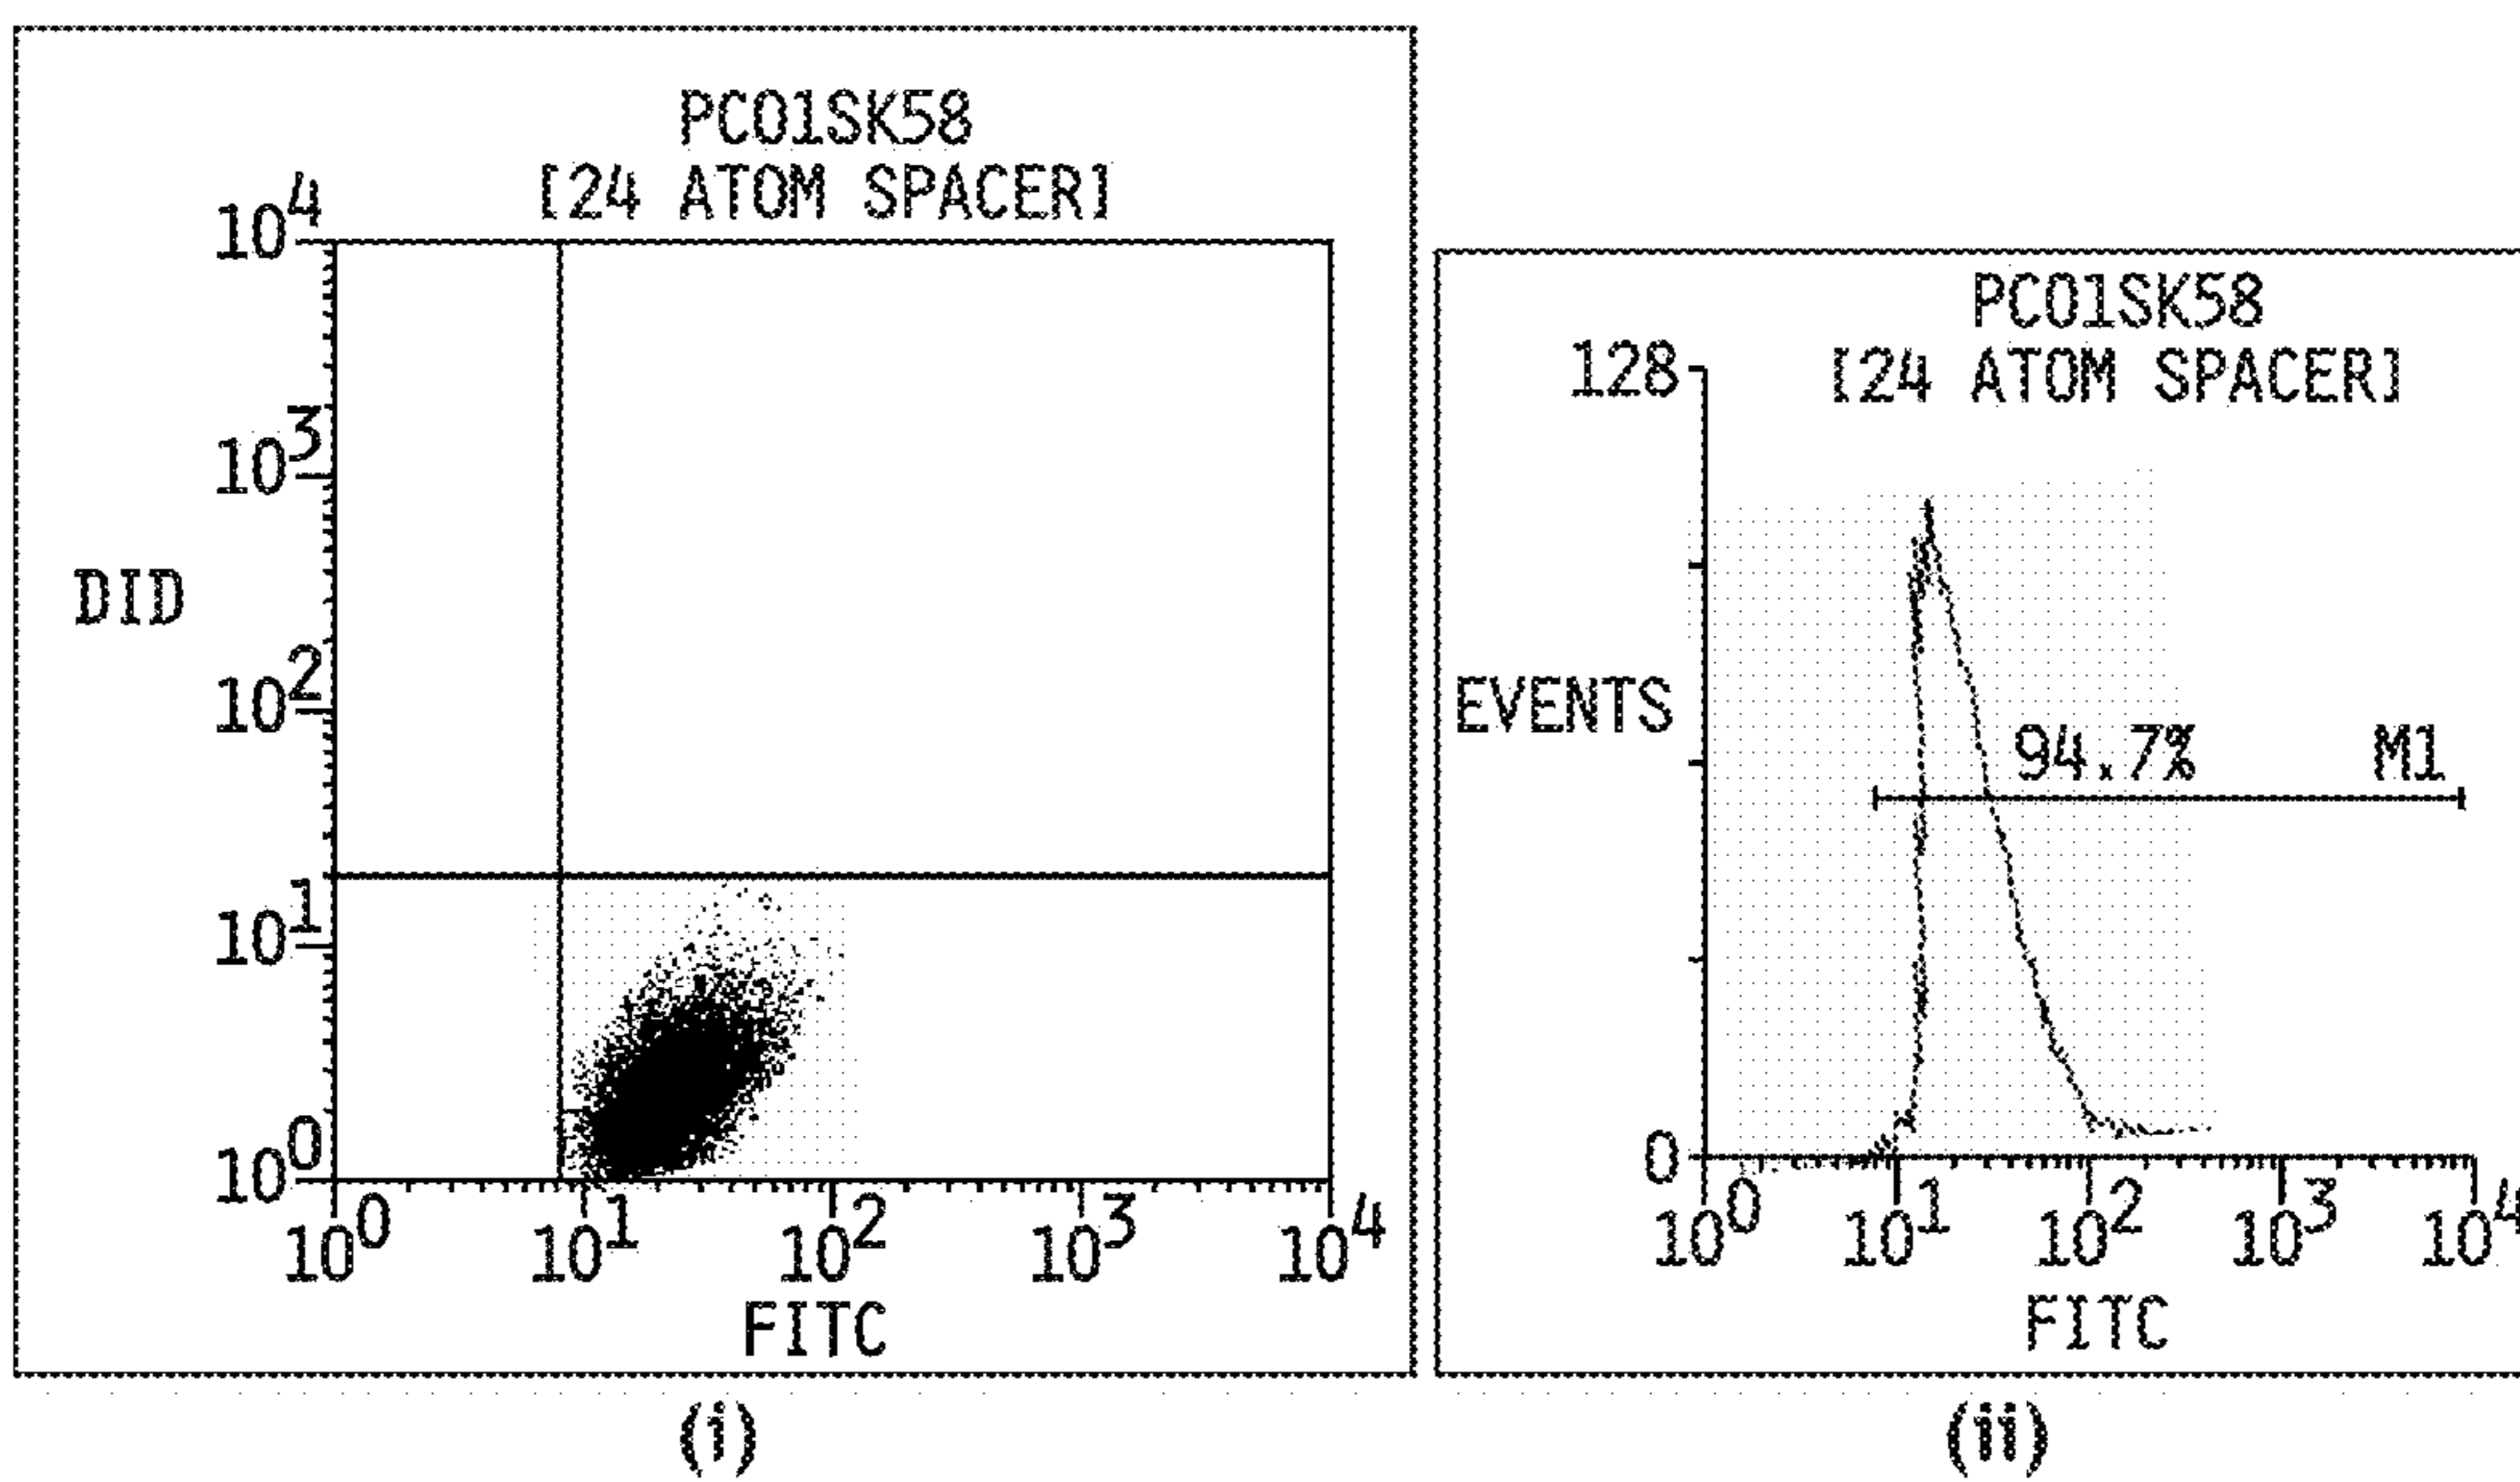 PC01SK58
[24 ATOM SPACER]
10^4
10^3
DID
10^2
10^1
10^0
10^0 10^1 10^2 10^3 10^4
FITC
(i)
PC01SK58
128
[24 ATOM SPACER]
EVENTS
94.7% M1
0
10^0 10^1 10^2 10^3 10^4
FITC
(ii)